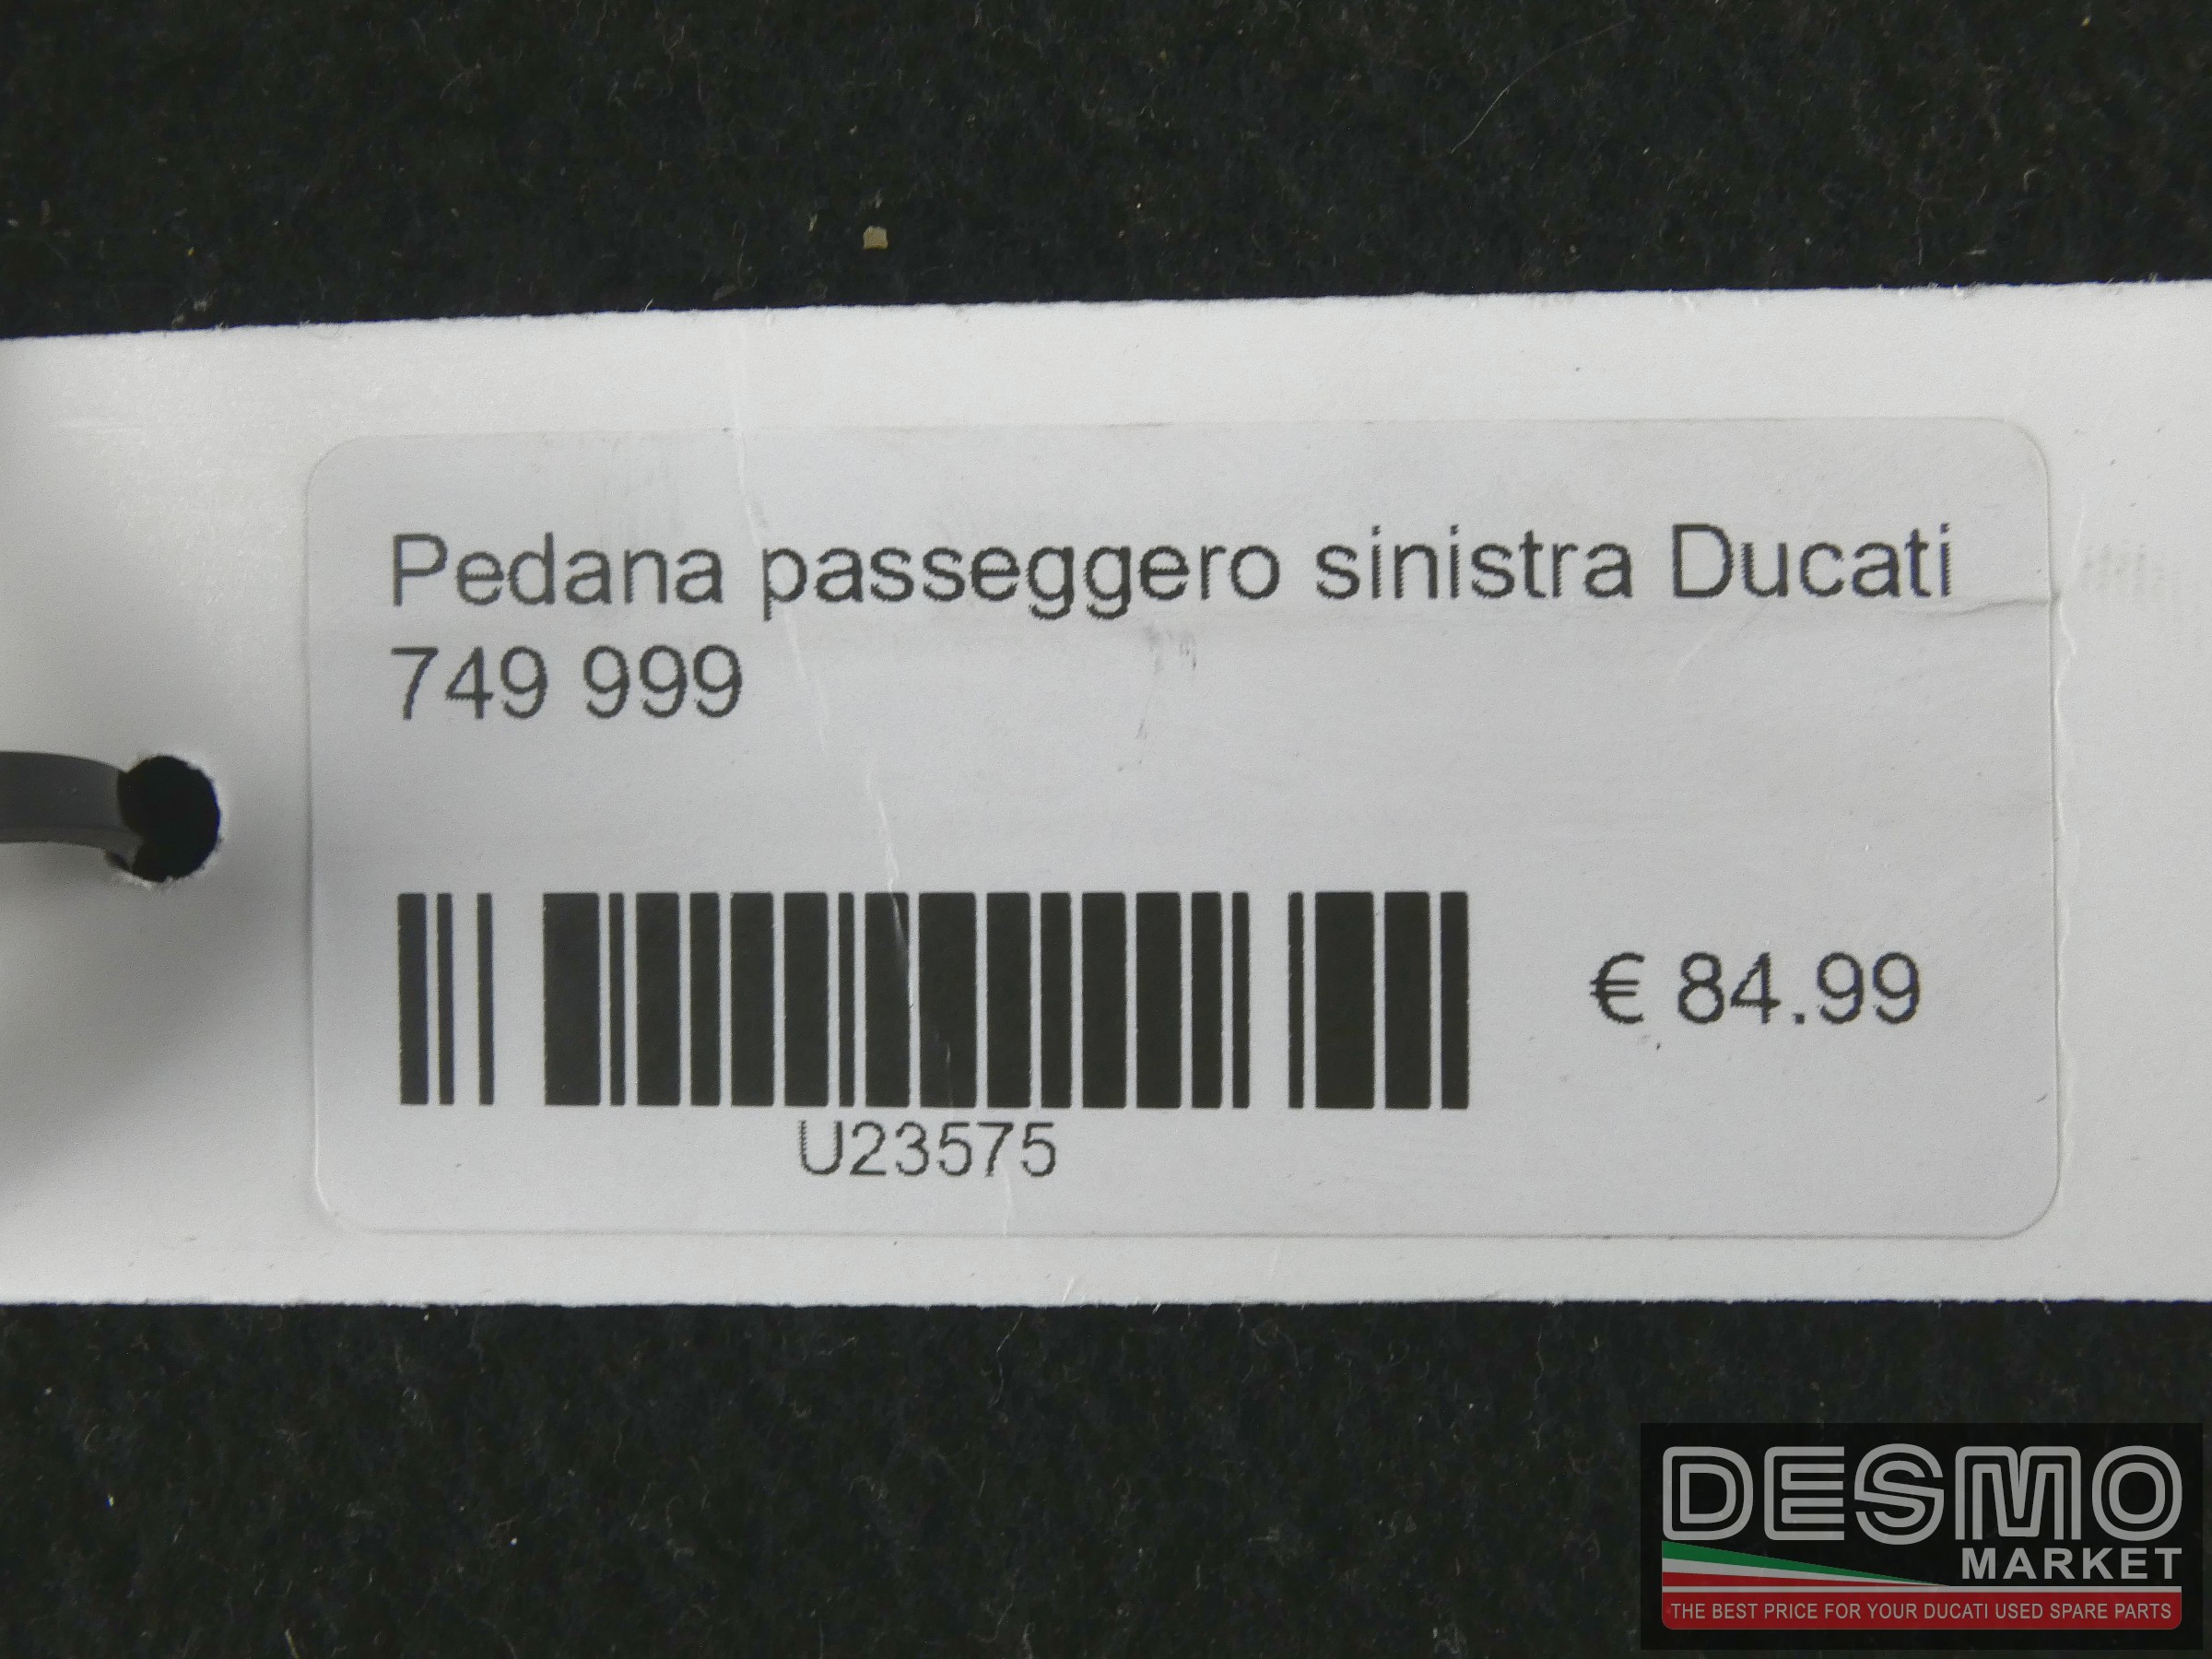 Pedana passeggero sinistra Ducati
749 999
€ 84.99
U23575
DESMO
MARKET
THE BEST PRICE FOR YOUR DUCATI USED SPARE PARTS